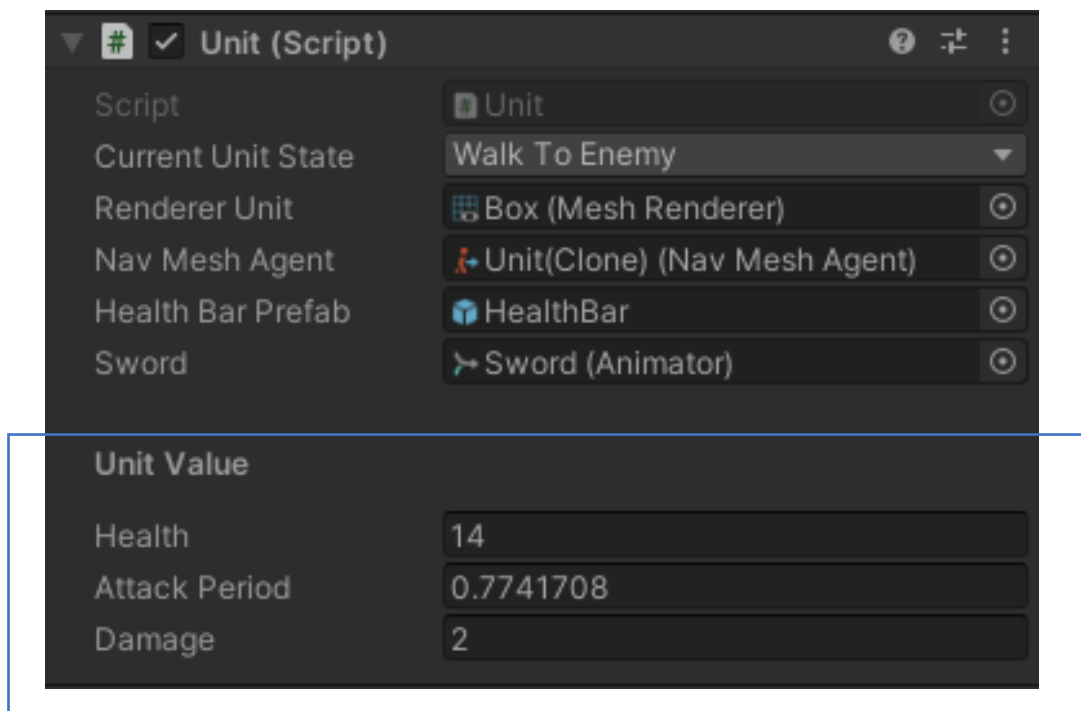 Unit (Script)
Script Unit
Current Unit State Walk To Enemy
Renderer Unit Box (Mesh Renderer)
Nav Mesh Agent Unit(Clone) (Nav Mesh Agent)
Health Bar Prefab HealthBar
Sword Sword (Animator)
Unit Value
Health 14
Attack Period 0.7741708
Damage 2